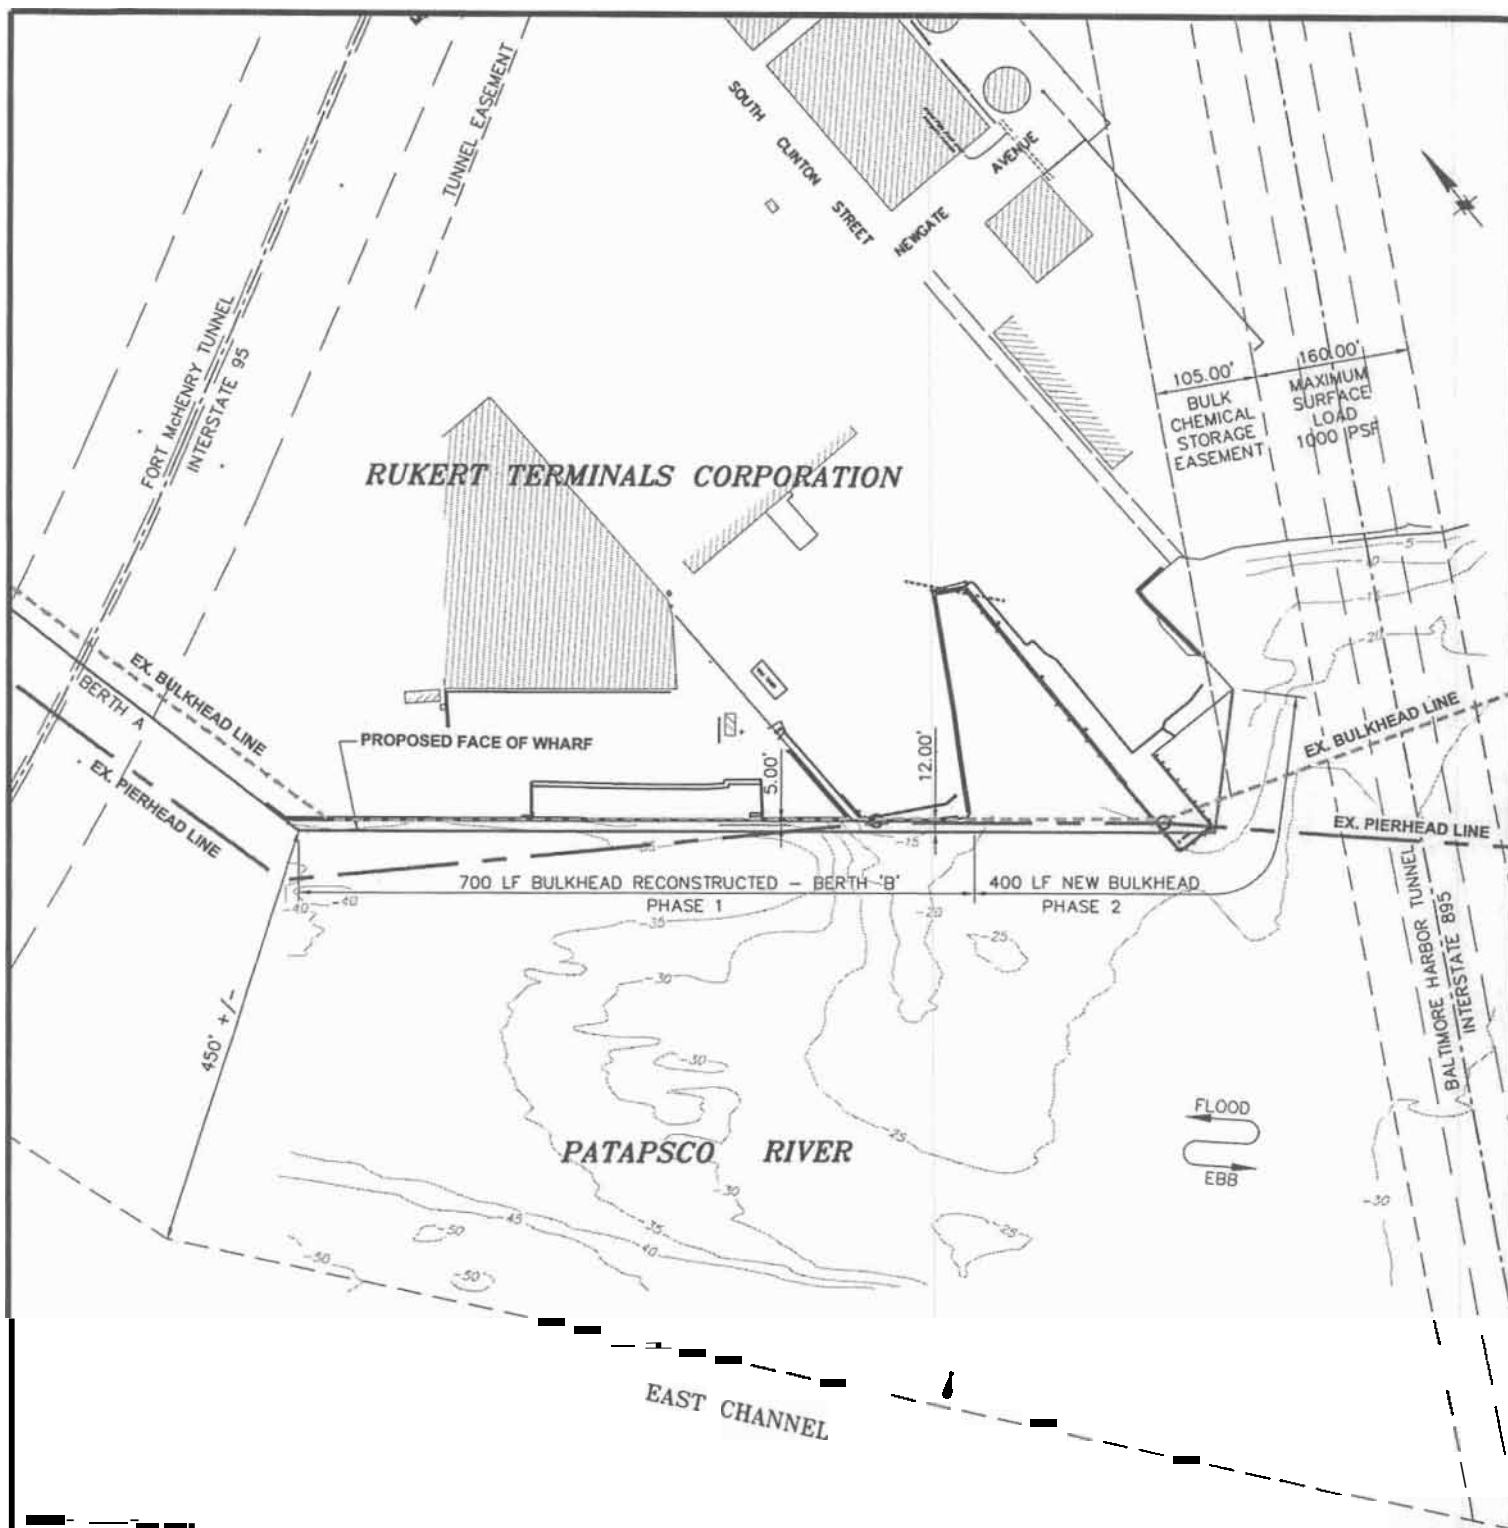 TUNNEL EASEMENT
SOUTH CLINTON STREET
NEWGATE AVENUE
FORT McHENRY TUNNEL
INTERSTATE 95
105.00'
BULK
CHEMICAL
STORAGE
EASEMENT
160.00'
MAXIMUM
SURFACE
LOAD
1000 PSF
RUKERT TERMINALS CORPORATION
-5
-15
-20
EX. BULKHEAD LINE
BERTH A
EX. PIERHEAD LINE
PROPOSED FACE OF WHARF
5.00'
12.00'
EX. BULKHEAD LINE
EX. PIERHEAD LINE
-15
700 LF BULKHEAD RECONSTRUCTED - BERTH 'B'
PHASE 1
400 LF NEW BULKHEAD
PHASE 2
-40
-40
-35
-20
-25
-30
-30
450' +/-
BALTIMORE HARBOR TUNNEL
INTERSTATE 895
FLOOD
EBB
-25
PATAPSCO RIVER
-30
-30
-35
-40
-45
-50
-50
-50
-25
EAST CHANNEL